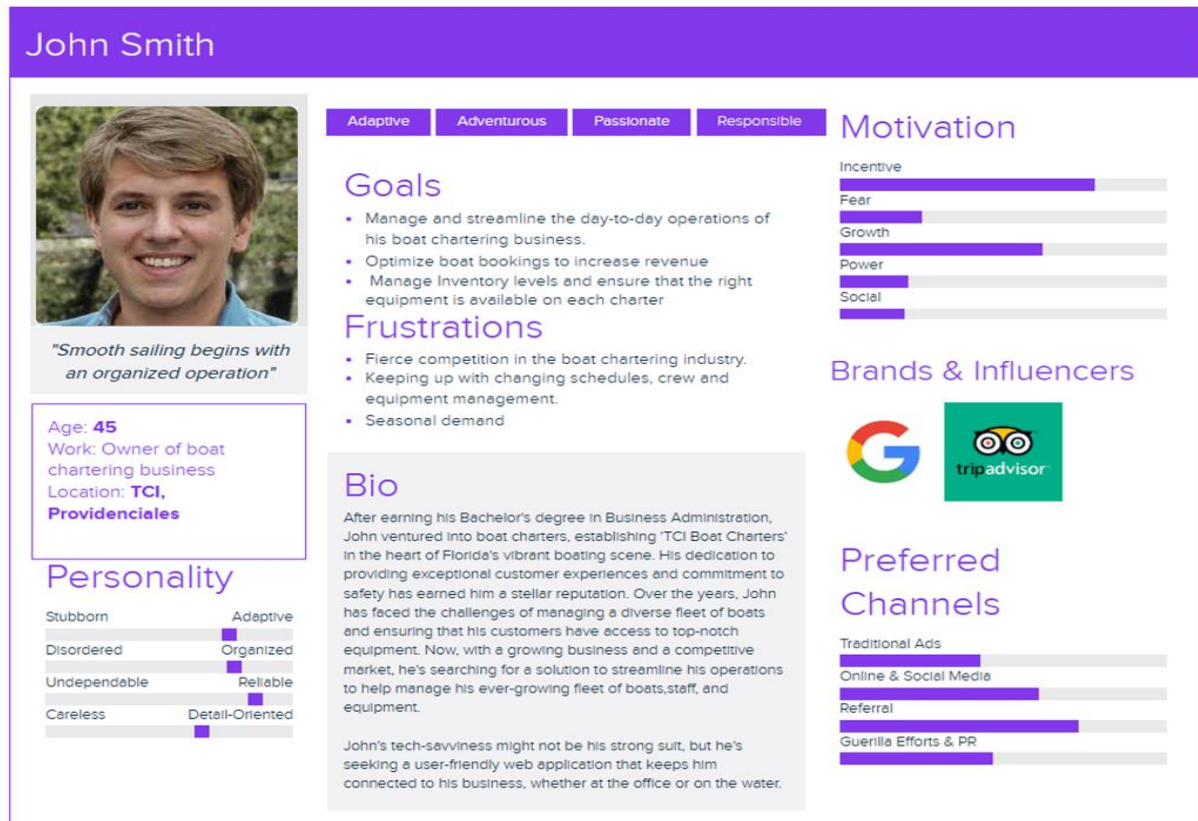 John Smith
"Smooth sailing begins with
an organized operation"
Age: 45
Work: Owner of boat
chartering business
Location: TCI,
Providenciales
Personality
Stubborn Adaptive
Disordered Organized
Undependable Reliable
Careless Detail-Oriented
Adaptive Adventurous Passionate Responsible
Goals
• Manage and streamline the day-to-day operations of
his boat chartering business.
• Optimize boat bookings to increase revenue
• Manage Inventory levels and ensure that the right
equipment is available on each charter
Frustrations
• Fierce competition in the boat chartering industry.
• Keeping up with changing schedules, crew and
equipment management.
• Seasonal demand
Bio
After earning his Bachelor's degree in Business Administration,
John ventured into boat charters, establishing 'TCI Boat Charters'
in the heart of Florida's vibrant boating scene. His dedication to
providing exceptional customer experiences and commitment to
safety has earned him a stellar reputation. Over the years, John
has faced the challenges of managing a diverse fleet of boats
and ensuring that his customers have access to top-notch
equipment. Now, with a growing business and a competitive
market, he's searching for a solution to streamline his operations
to help manage his ever-growing fleet of boats,staff, and
equipment.
John's tech-savviness might not be his strong suit, but he's
seeking a user-friendly web application that keeps him
connected to his business, whether at the office or on the water.
Motivation
Incentive
Fear
Growth
Power
Social
Brands & Influencers
G
tripadvisor
Preferred
Channels
Traditional Ads
Online & Social Media
Referral
Guerilla Efforts & PR